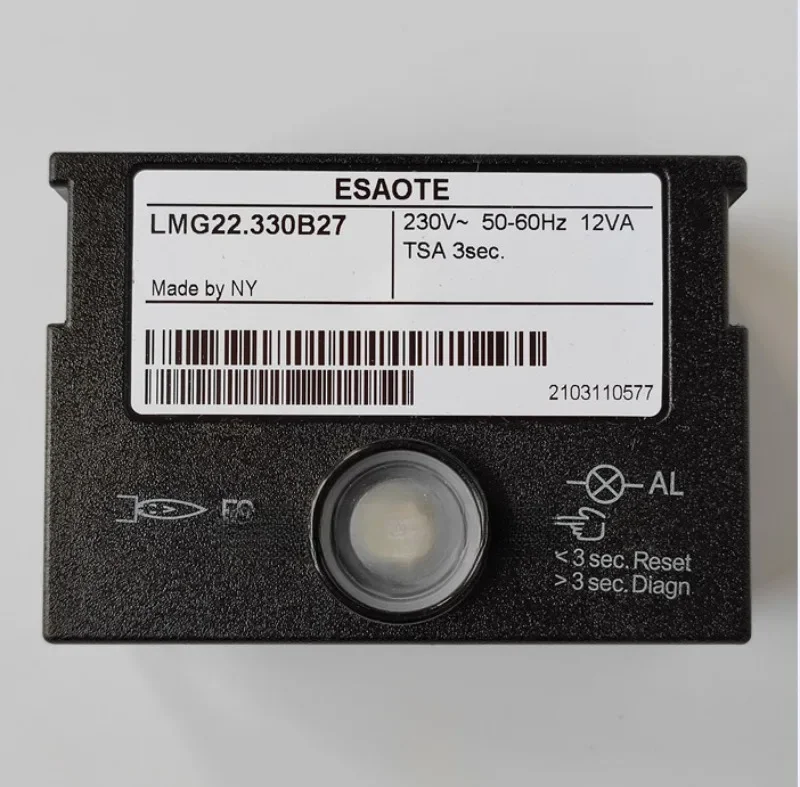 ESAOTE
LMG22.330B27
230V~ 50-60Hz 12VA
TSA 3sec.
Made by NY
2103110577
AL
< 3 sec. Reset
> 3 sec. Diagn